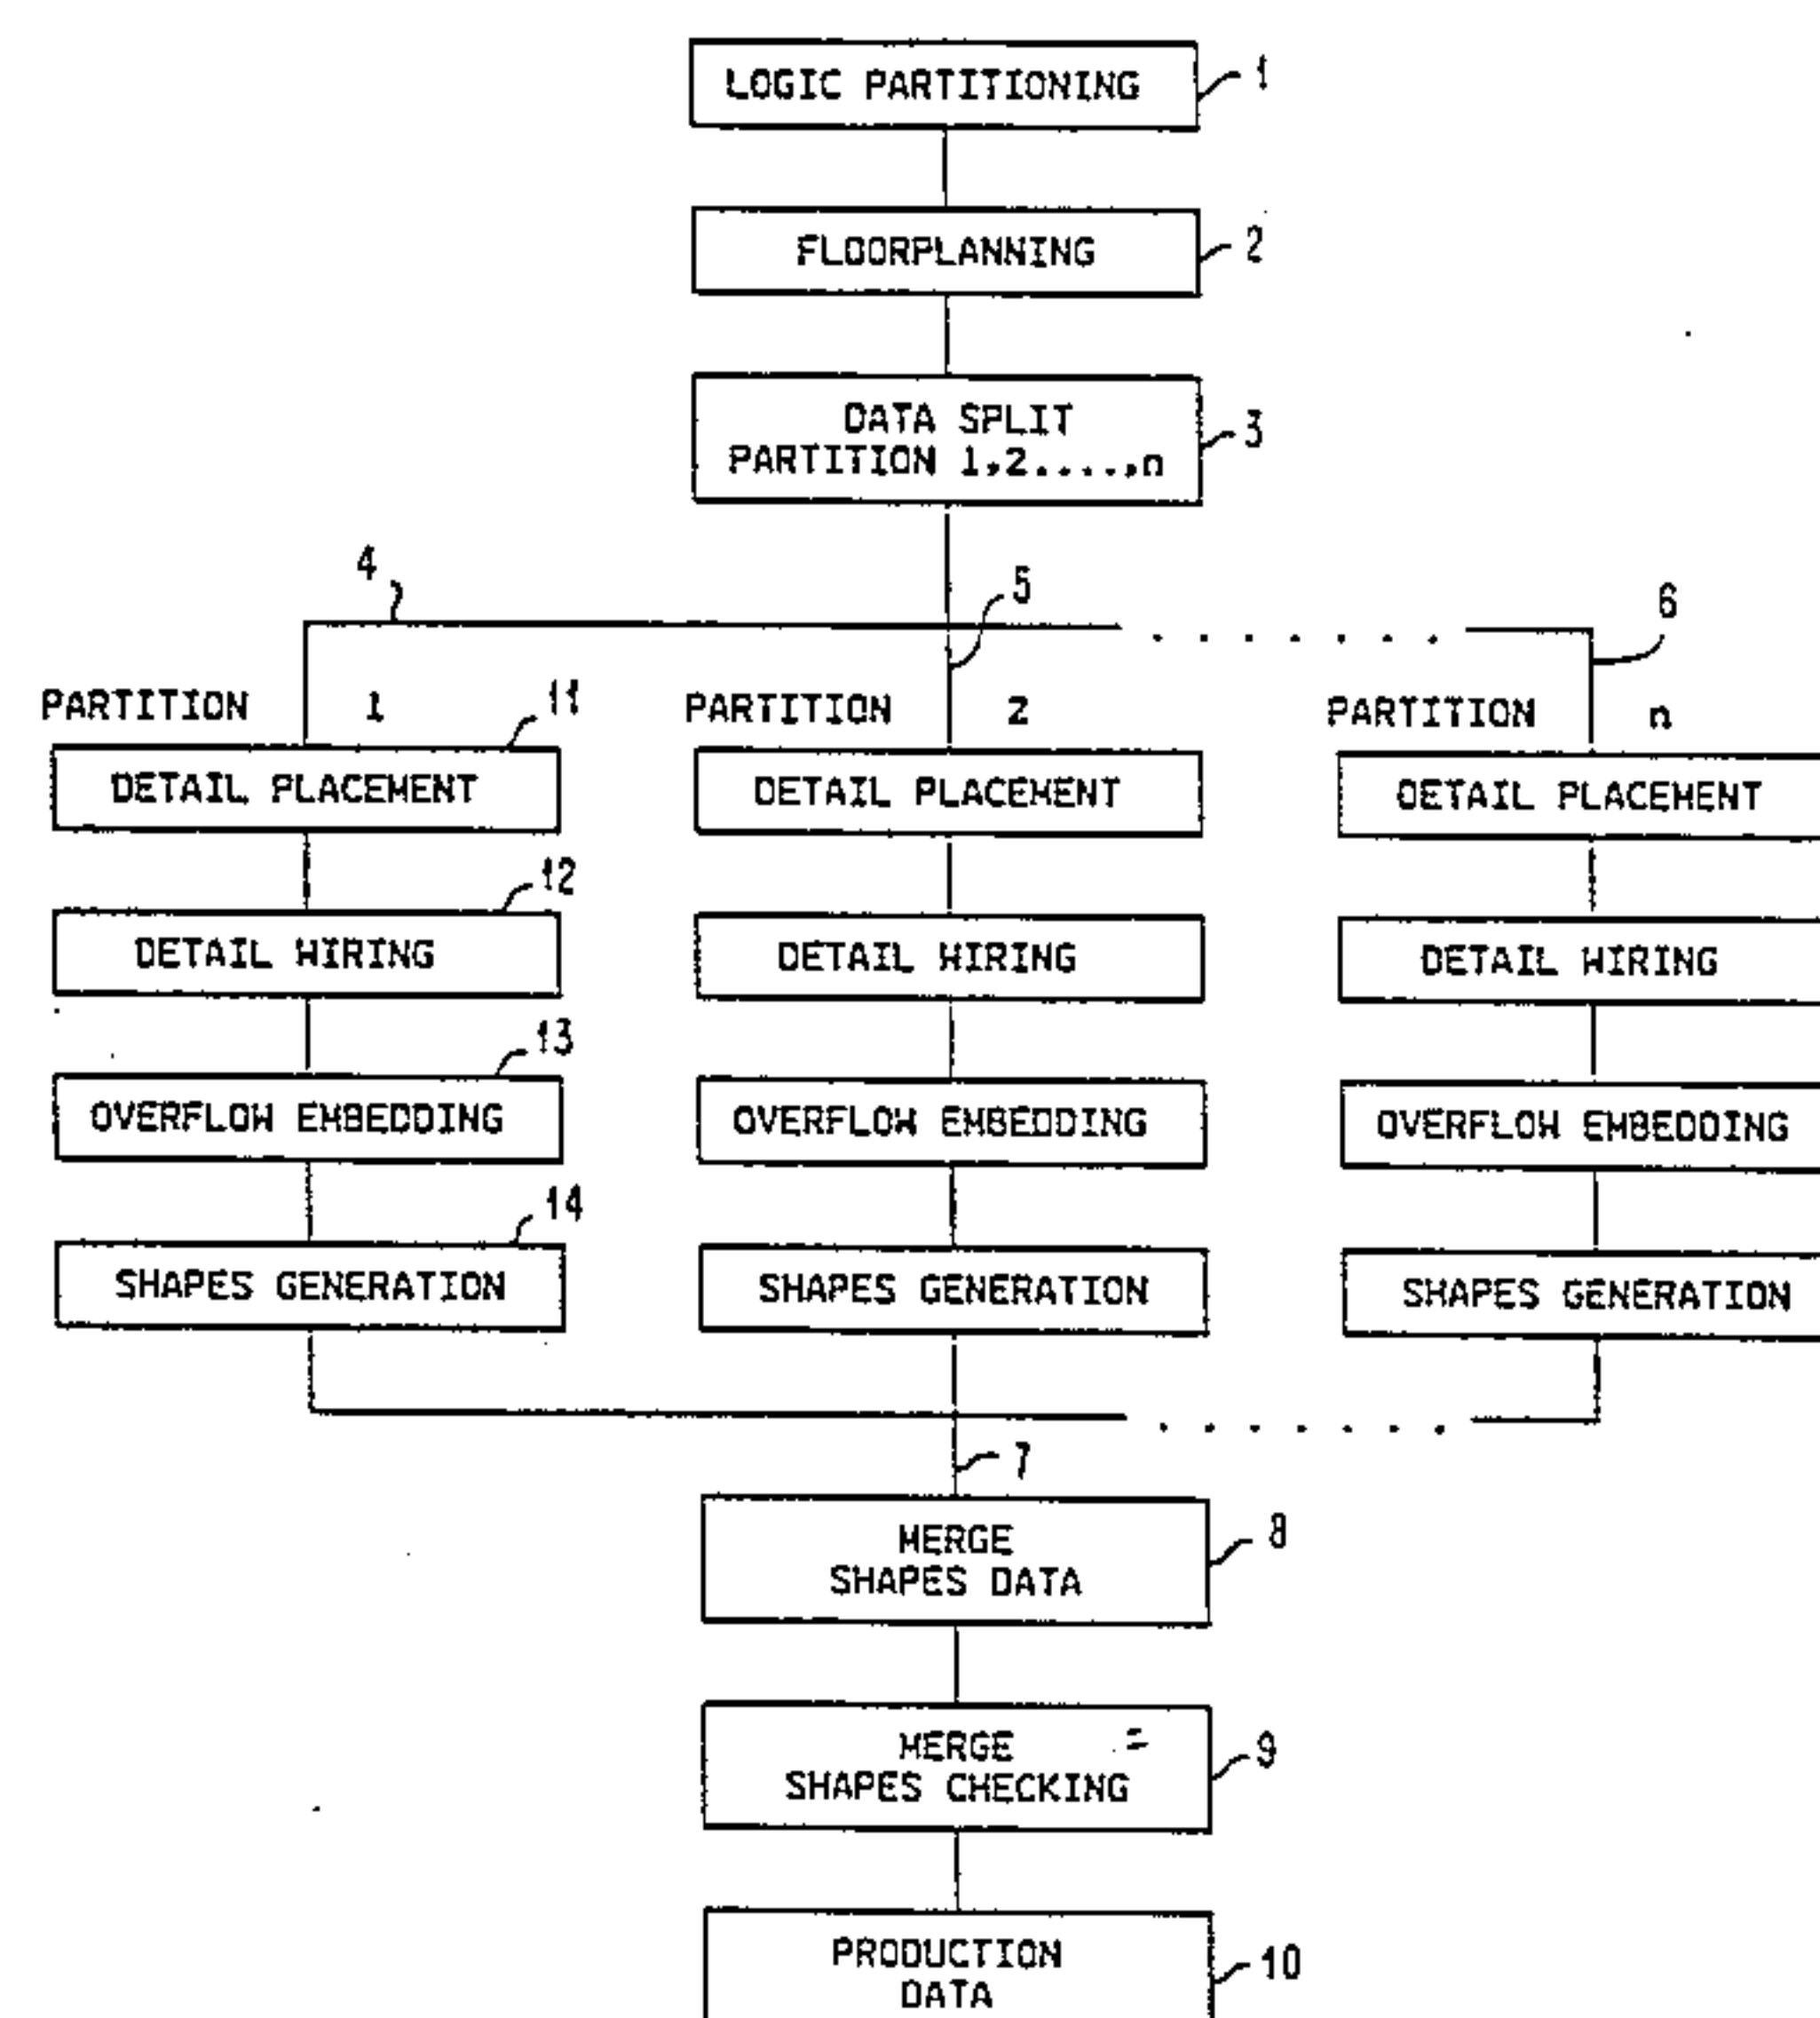 LOGIC PARTITIONING
1
FLOORPLANNING
2
DATA SPLIT
PARTITION 1,2....,n
3
4
5
6
PARTITION 1
11
PARTITION 2
PARTITION n
DETAIL PLACEMENT
DETAIL PLACEMENT
DETAIL PLACEMENT
12
DETAIL WIRING
DETAIL WIRING
DETAIL WIRING
13
OVERFLOW EMBEDDING
OVERFLOW EMBEDDING
OVERFLOW EMBEDDING
14
SHAPES GENERATION
SHAPES GENERATION
SHAPES GENERATION
7
MERGE
SHAPES DATA
8
MERGE
SHAPES CHECKING
9
PRODUCTION
DATA
10